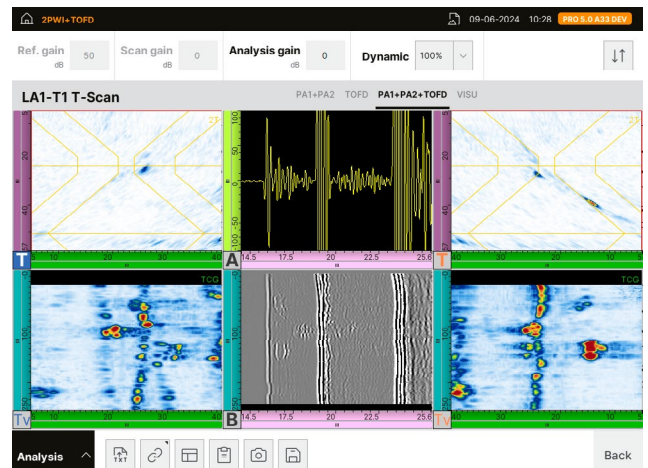 2PWI+TOFD 09-06-2024 10:28 PRO 5.0 A33 DEV
Ref. gain dB 50 Scan gain dB 0 Analysis gain dB 0 Dynamic 100%
LA1-T1 T-Scan PA1+PA2 TOFD PA1+PA2+TOFD VISU
T A T
14.5 17.5 20 22.5 25.6
TCG TCG
Tv B Tv
14.5 17.5 20 22.5 25.6
Analysis TXT Back